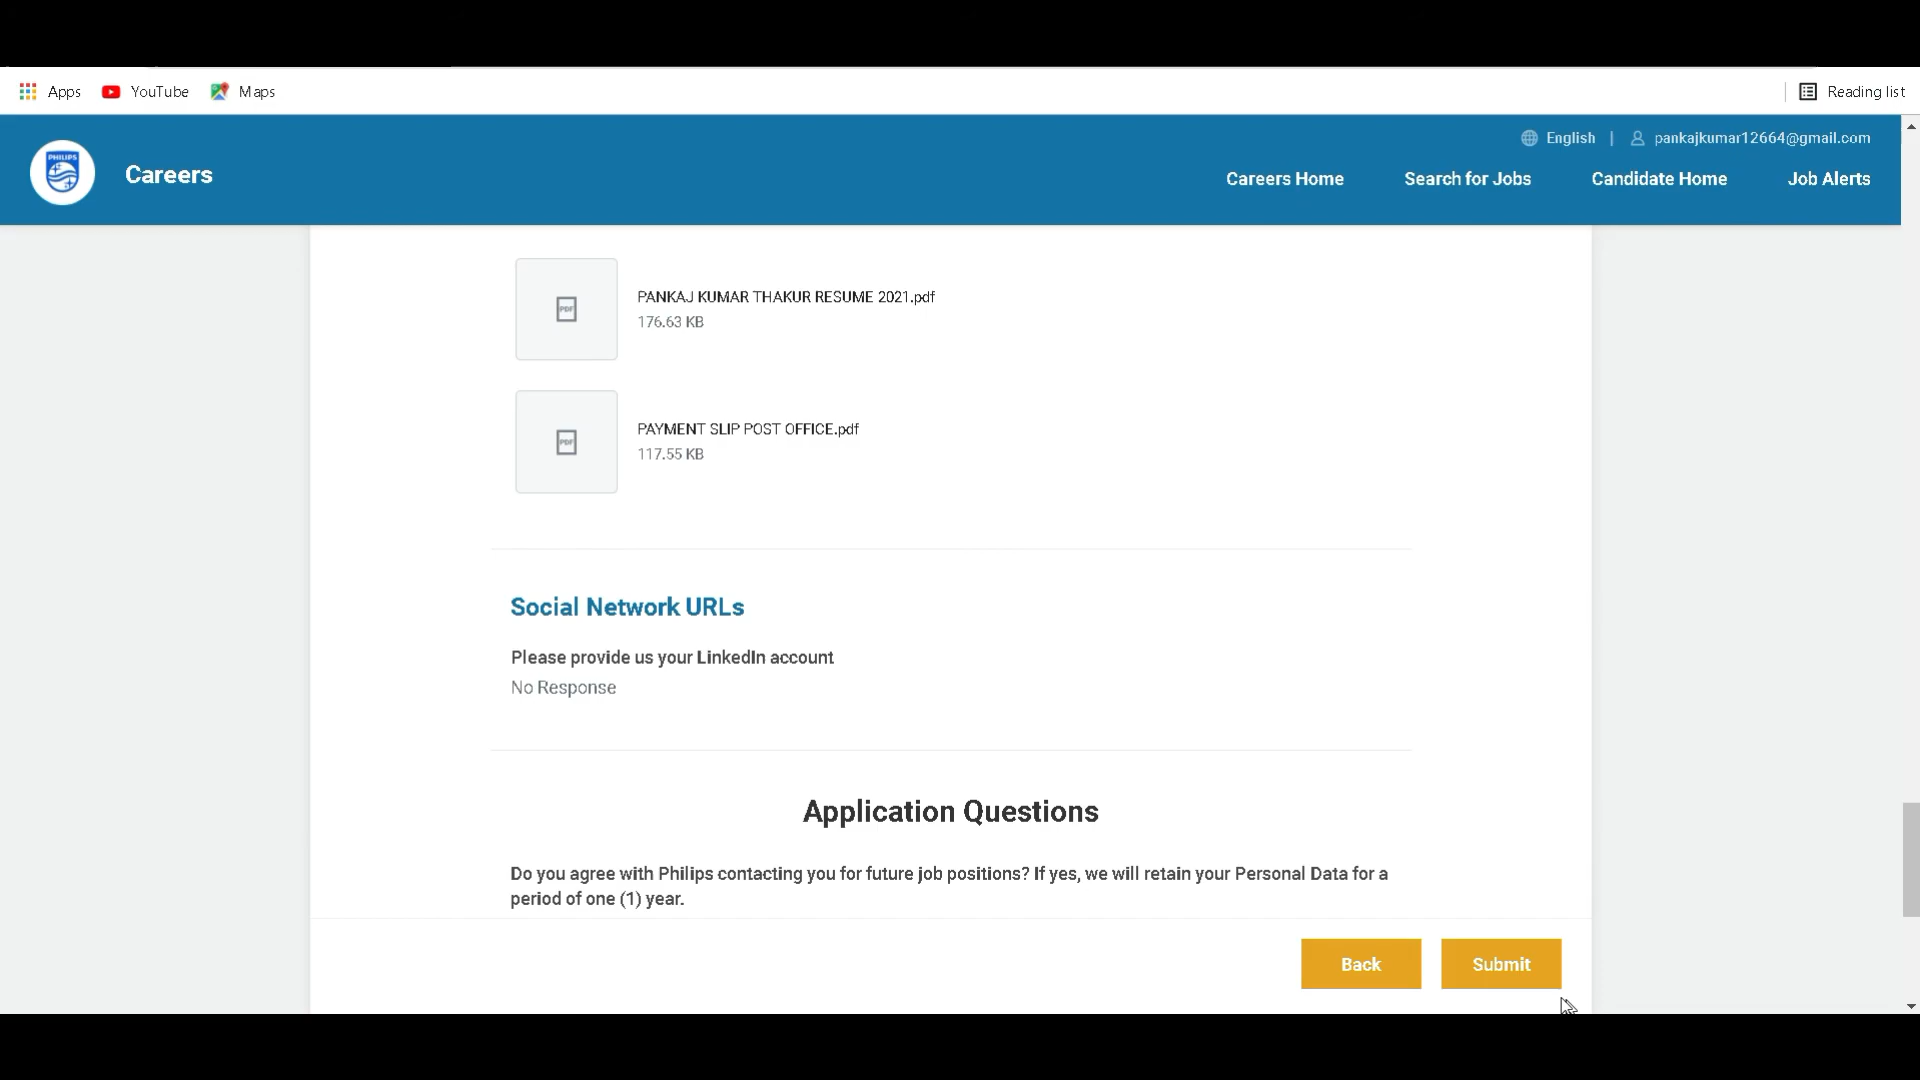 Apps YouTube Maps Reading list
English | pankajkumar12664@gmail.com
PHILIPS Careers Careers Home Search for Jobs Candidate Home Job Alerts
PDF PANKAJ KUMAR THAKUR RESUME 2021.pdf
176.63 KB
PDF PAYMENT SLIP POST OFFICE.pdf
117.55 KB
Social Network URLs
Please provide us your LinkedIn account
No Response
Application Questions
Do you agree with Philips contacting you for future job positions? If yes, we will retain your Personal Data for a
period of one (1) year.
Back Submit